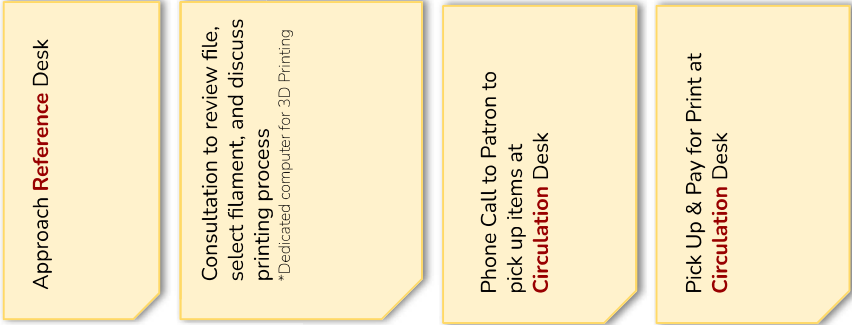 Approach Reference Desk
Consultation to review file,
select filament, and discuss
printing process
*Dedicated computer for 3D Printing
Phone Call to Patron to
pick up items at
Circulation Desk
Pick Up & Pay for Print at
Circulation Desk